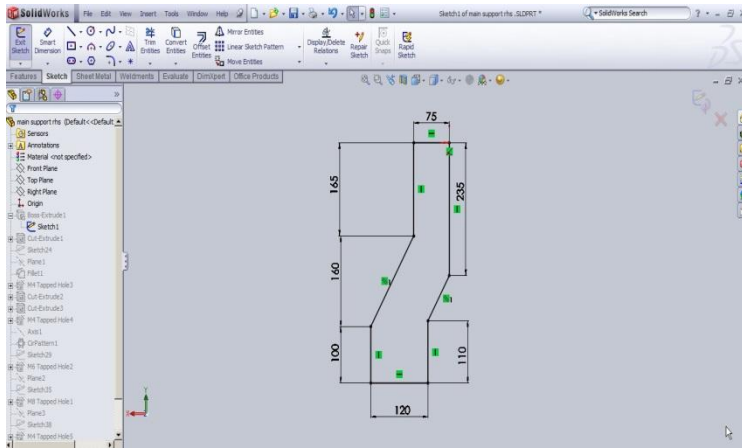 SolidWorks File Edit View Insert Tools Window Help Sketch1 of main support rhs .SLDPRT * SolidWorks Search
Exit Sketch
Smart Dimension
Trim Entities
Convert Entities
Offset Entities
Mirror Entities
Linear Sketch Pattern
Move Entities
Display/Delete Relations
Repair Sketch
Quick Snaps
Rapid Sketch
Features Sketch Sheet Metal Weldments Evaluate DimXpert Office Products
main support rhs (Default<<Default
Sensors
Annotations
Material <not specified>
Front Plane
Top Plane
Right Plane
Origin
Boss-Extrude1
Sketch1
Cut-Extrude1
Sketch24
Plane1
Fillet1
M4 Tapped Hole3
Cut-Extrude2
Cut-Extrude3
M4 Tapped Hole4
Axis1
CirPattern1
Sketch29
M6 Tapped Hole2
Plane2
Sketch35
M8 Tapped Hole1
Plane3
Sketch38
M4 Tapped Hole5
75
165
235
160
100
110
120
Y